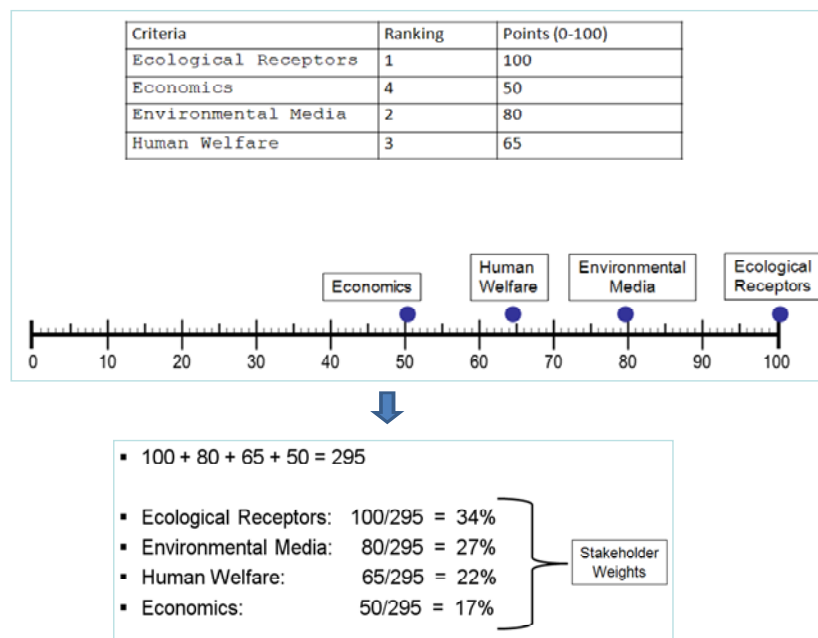 Criteria Ranking Points (0-100)
Ecological Receptors 1 100
Economics 4 50
Environmental Media 2 80
Human Welfare 3 65
Economics
Human
Welfare
Environmental
Media
Ecological
Receptors
0 10 20 30 40 50 60 70 80 90 100
▪ 100 + 80 + 65 + 50 = 295
▪ Ecological Receptors: 100/295 = 34%
▪ Environmental Media: 80/295 = 27%
▪ Human Welfare: 65/295 = 22%
▪ Economics: 50/295 = 17%
Stakeholder
Weights